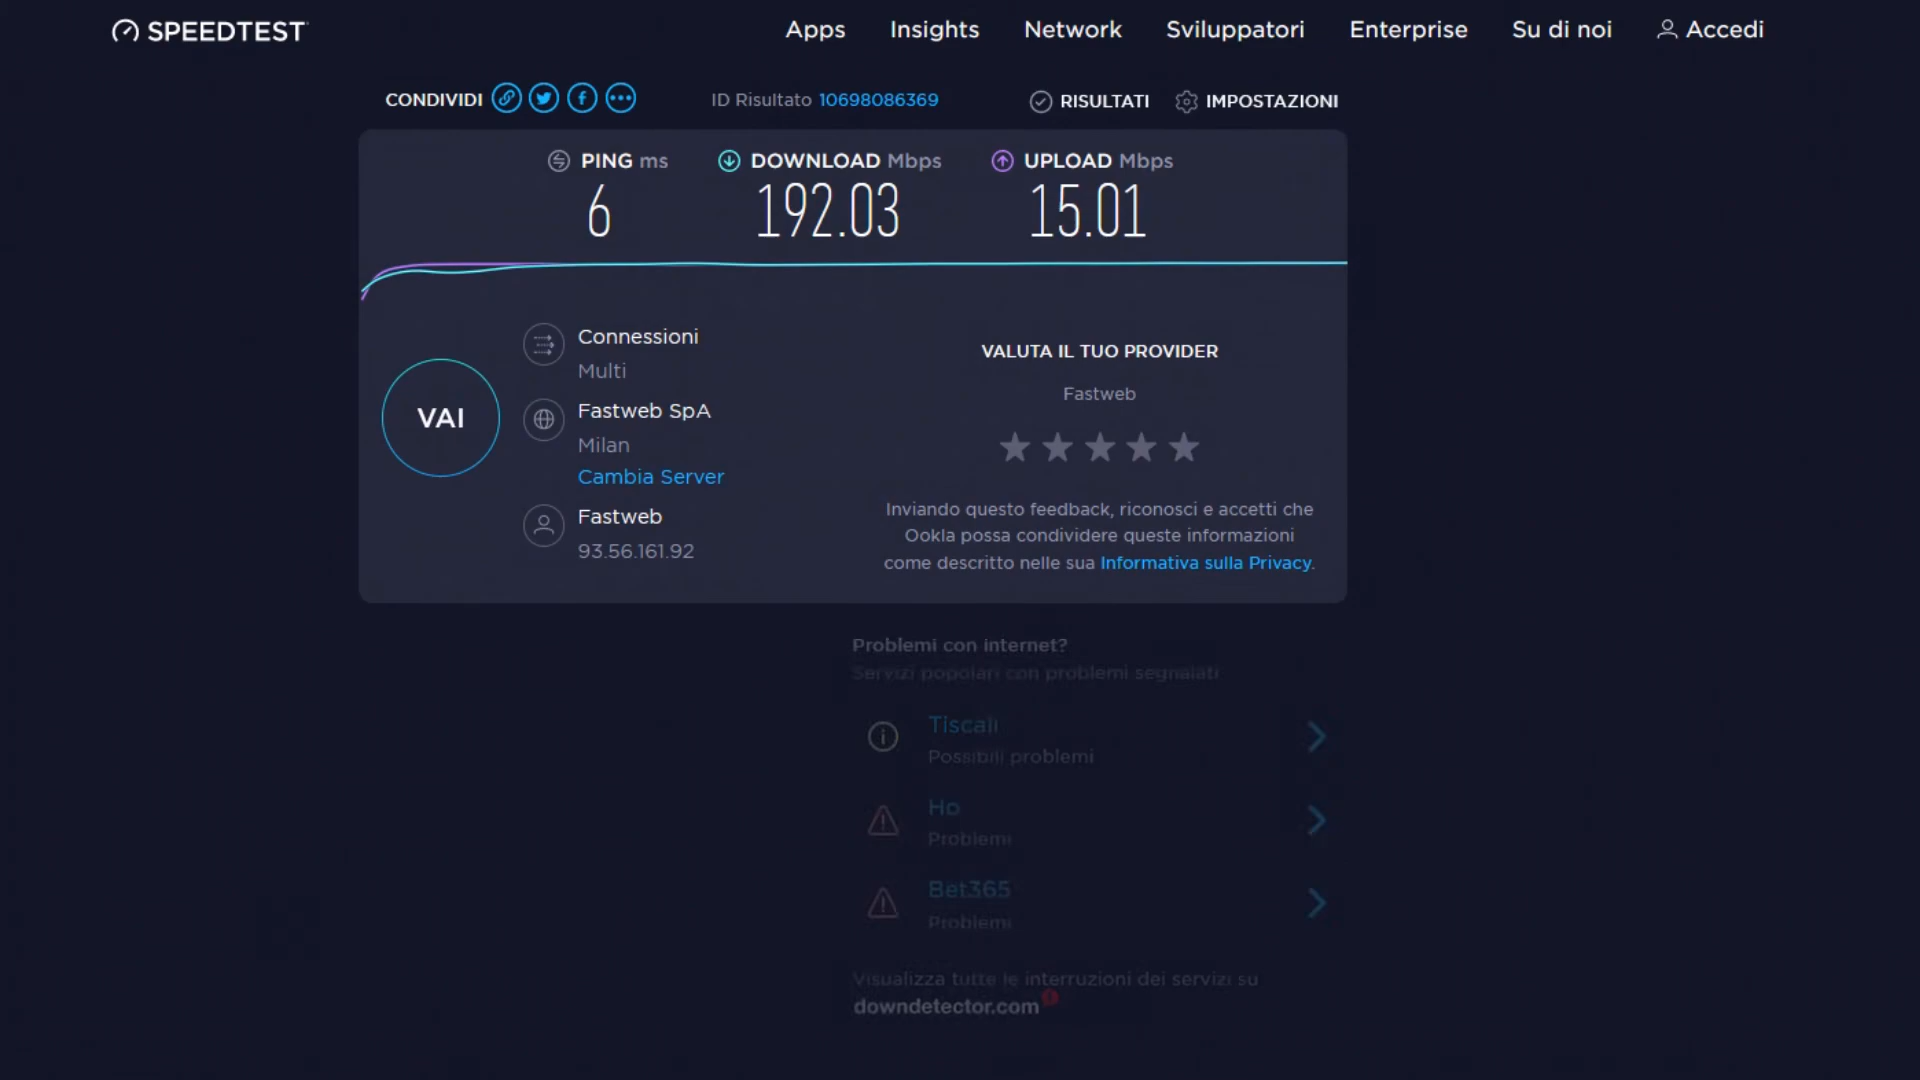 SPEEDTEST
Apps Insights Network Sviluppatori Enterprise Su di noi Accedi
CONDIVIDI ID Risultato 10698086369 RISULTATI IMPOSTAZIONI
PING ms DOWNLOAD Mbps UPLOAD Mbps
6 192.03 15.01
VAI
Connessioni
Multi
Fastweb SpA
Milan
Cambia Server
Fastweb
93.56.161.92
VALUTA IL TUO PROVIDER
Fastweb
Inviando questo feedback, riconosci e accetti che
Ookla possa condividere queste informazioni
come descritto nelle sua Informativa sulla Privacy.
Problemi con internet?
Servizi popolari con problemi segnalati
Tiscali
Possibili problemi
Ho
Problemi
Bet365
Problemi
Visualizza tutte le interruzioni dei servizi su
downdetector.com